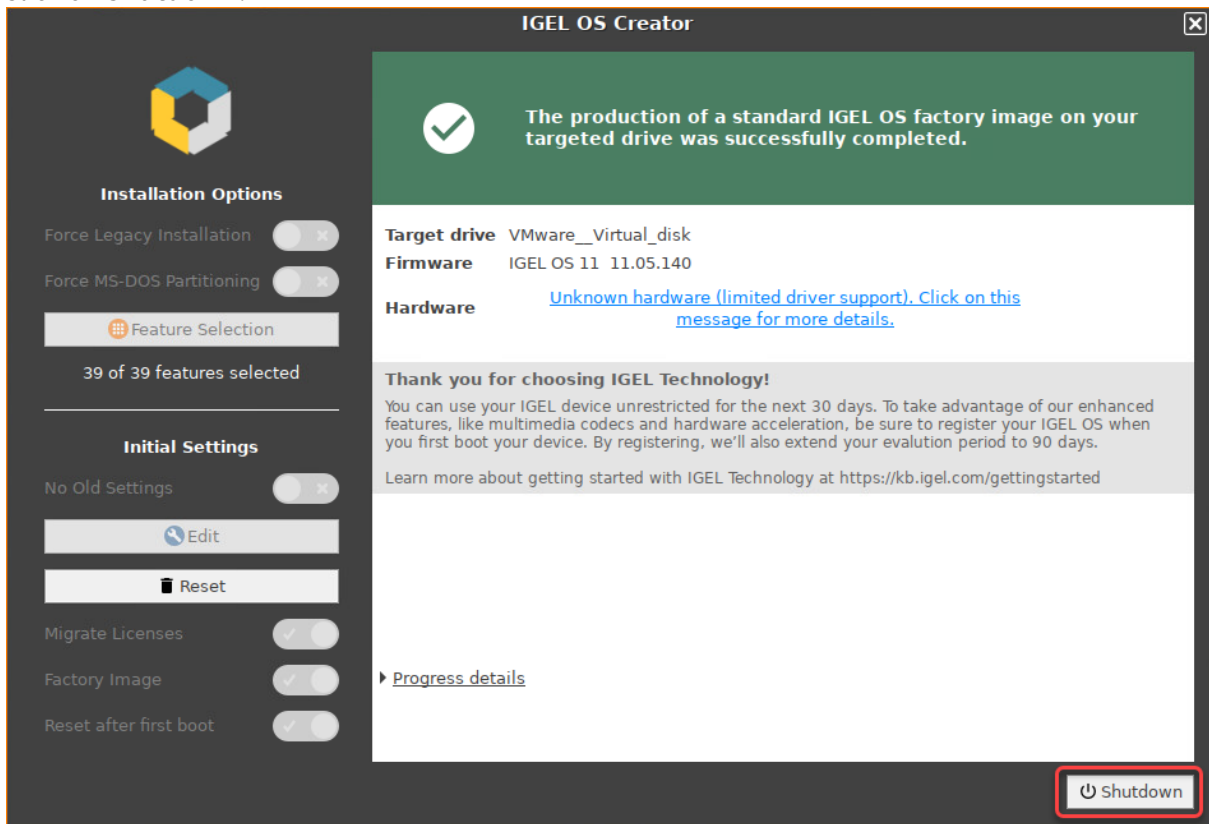 IGEL OS Creator
The production of a standard IGEL OS factory image on your
targeted drive was successfully completed.
Installation Options
Force Legacy Installation
Force MS-DOS Partitioning
Feature Selection
39 of 39 features selected
Initial Settings
No Old Settings
Edit
Reset
Migrate Licenses
Factory Image
Reset after first boot
Target drive VMware__Virtual_disk
Firmware IGEL OS 11 11.05.140
Hardware Unknown hardware (limited driver support). Click on this
message for more details.
Thank you for choosing IGEL Technology!
You can use your IGEL device unrestricted for the next 30 days. To take advantage of our enhanced
features, like multimedia codecs and hardware acceleration, be sure to register your IGEL OS when
you first boot your device. By registering, we’ll also extend your evalution period to 90 days.
Learn more about getting started with IGEL Technology at https://kb.igel.com/gettingstarted
Progress details
Shutdown